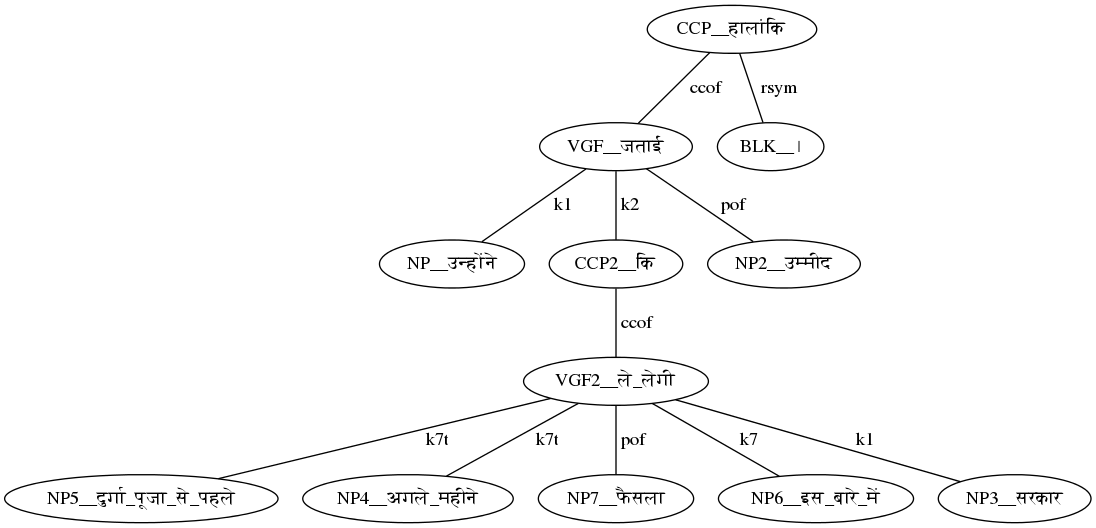 CCP__हालांकि
ccof rsym
VGF__जताई BLK__।
k1 k2 pof
NP__उन्होंने CCP2__कि NP2__उम्मीद
ccof
VGF2__ले_लेगी
k7t k7t pof k7 k1
NP5__दुर्गा_पूजा_से_पहले NP4__अगले_महीने NP7__फैसला NP6__इस_बारे_में NP3__सरकार